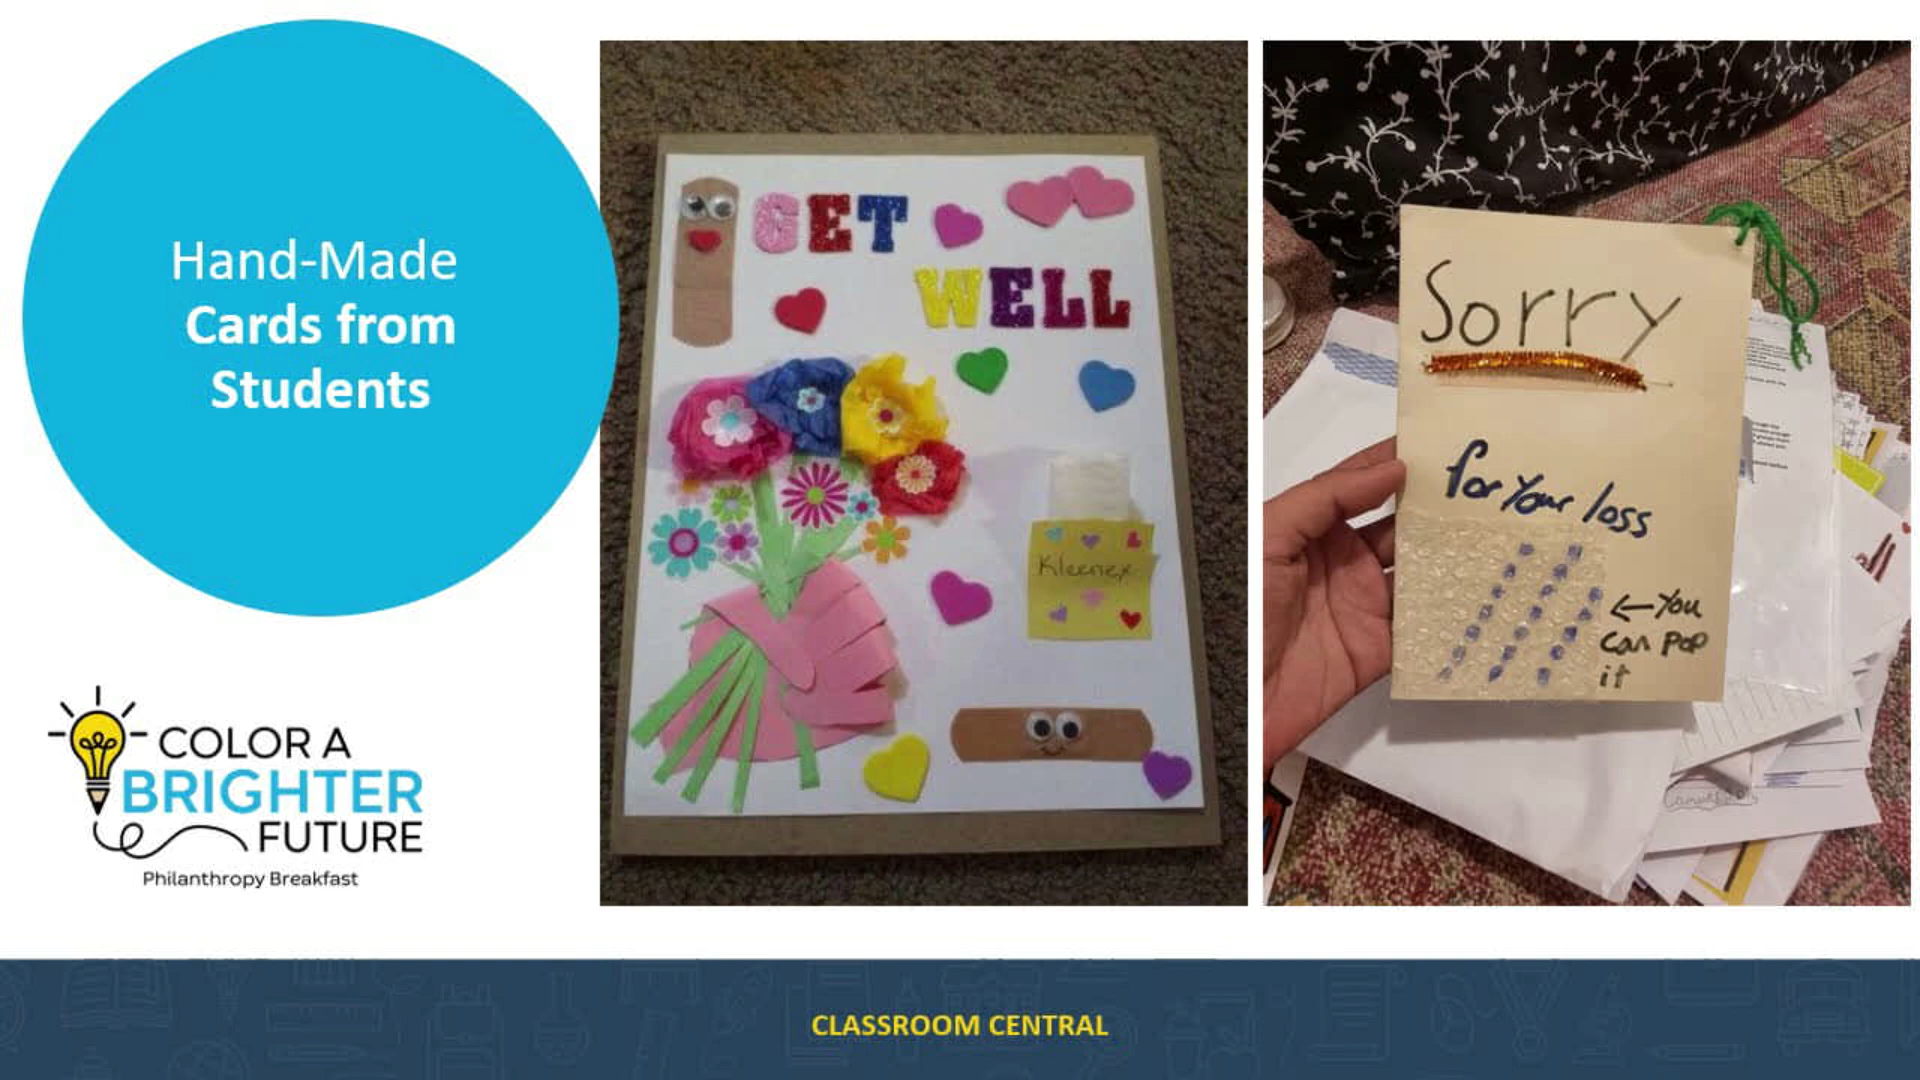 Hand-Made
Cards from
Students
COLOR A
BRIGHTER
FUTURE
Philanthropy Breakfast
GET
WELL
Kleenex
Sorry
for Your loss
← You
can pop
it
CLASSROOM CENTRAL